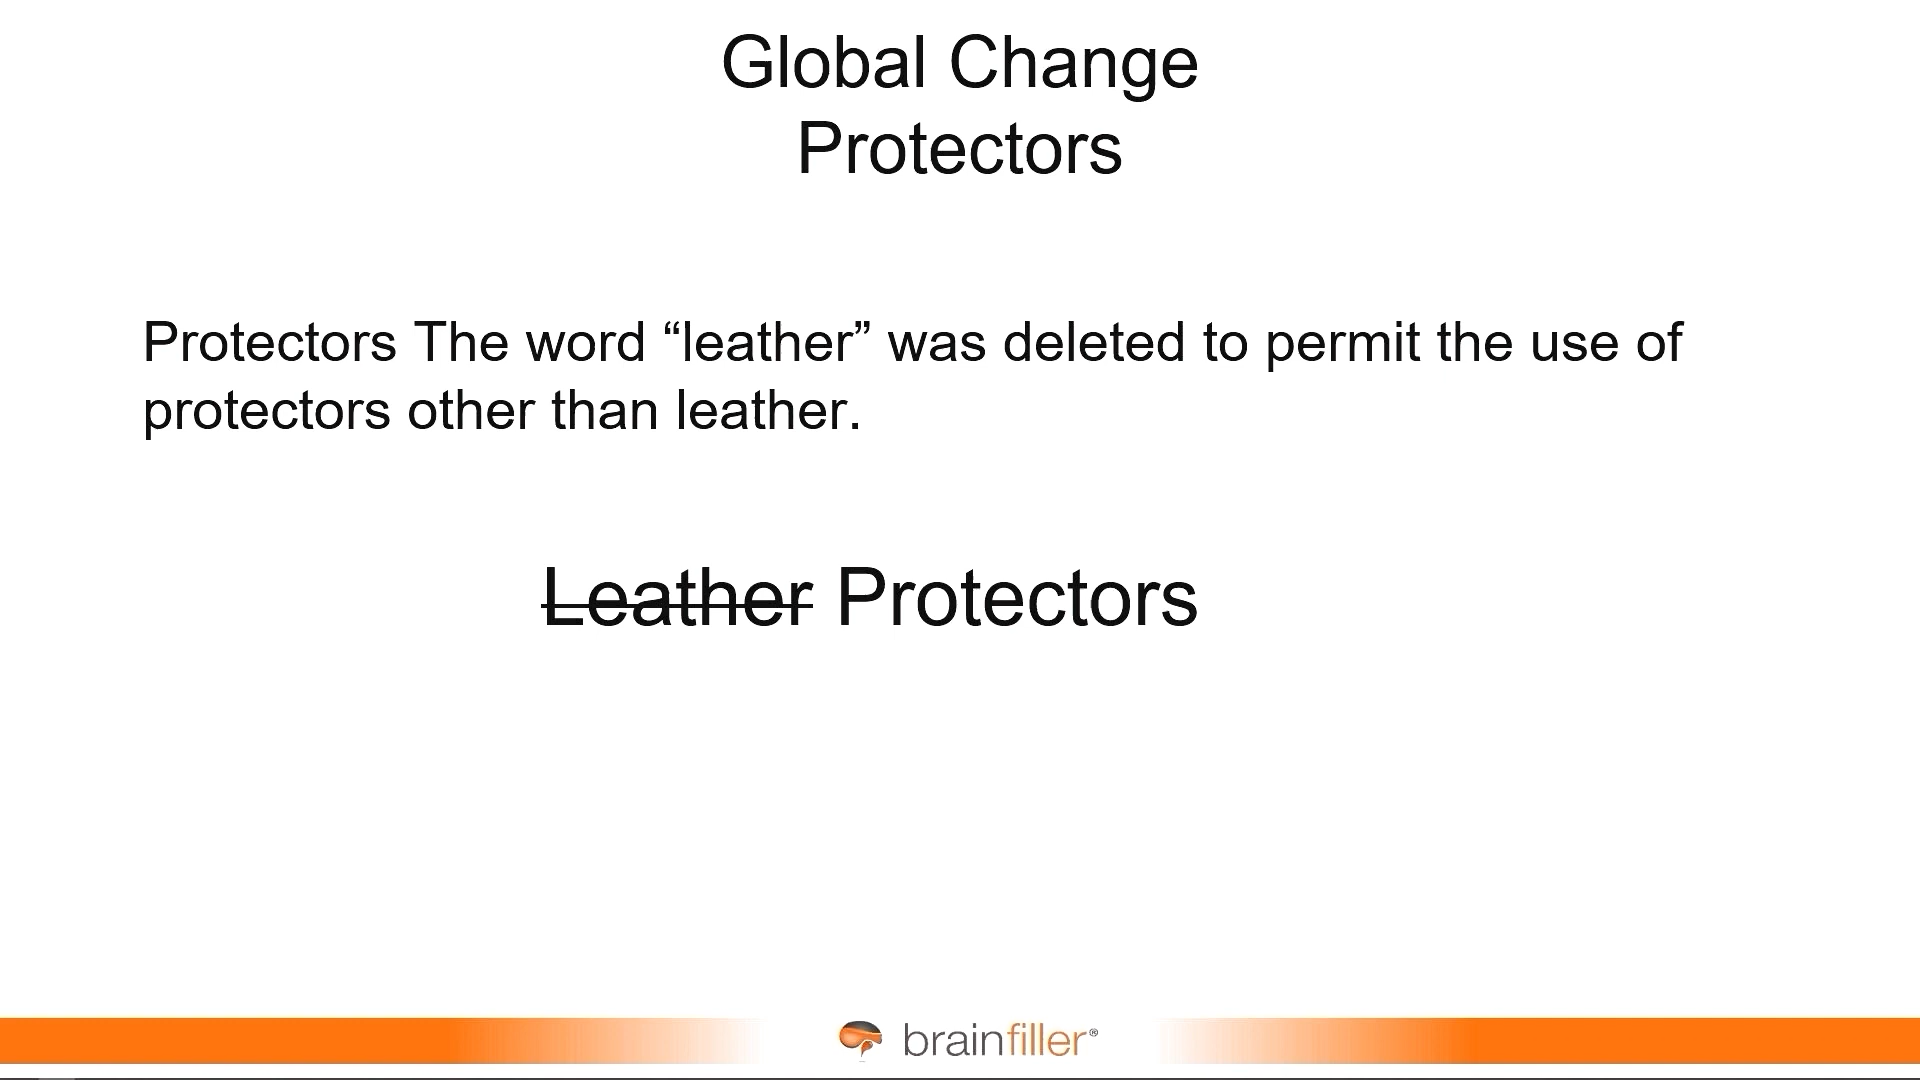 Global Change
Protectors
Protectors The word “leather” was deleted to permit the use of
protectors other than leather.
Leather Protectors
brainfiller®